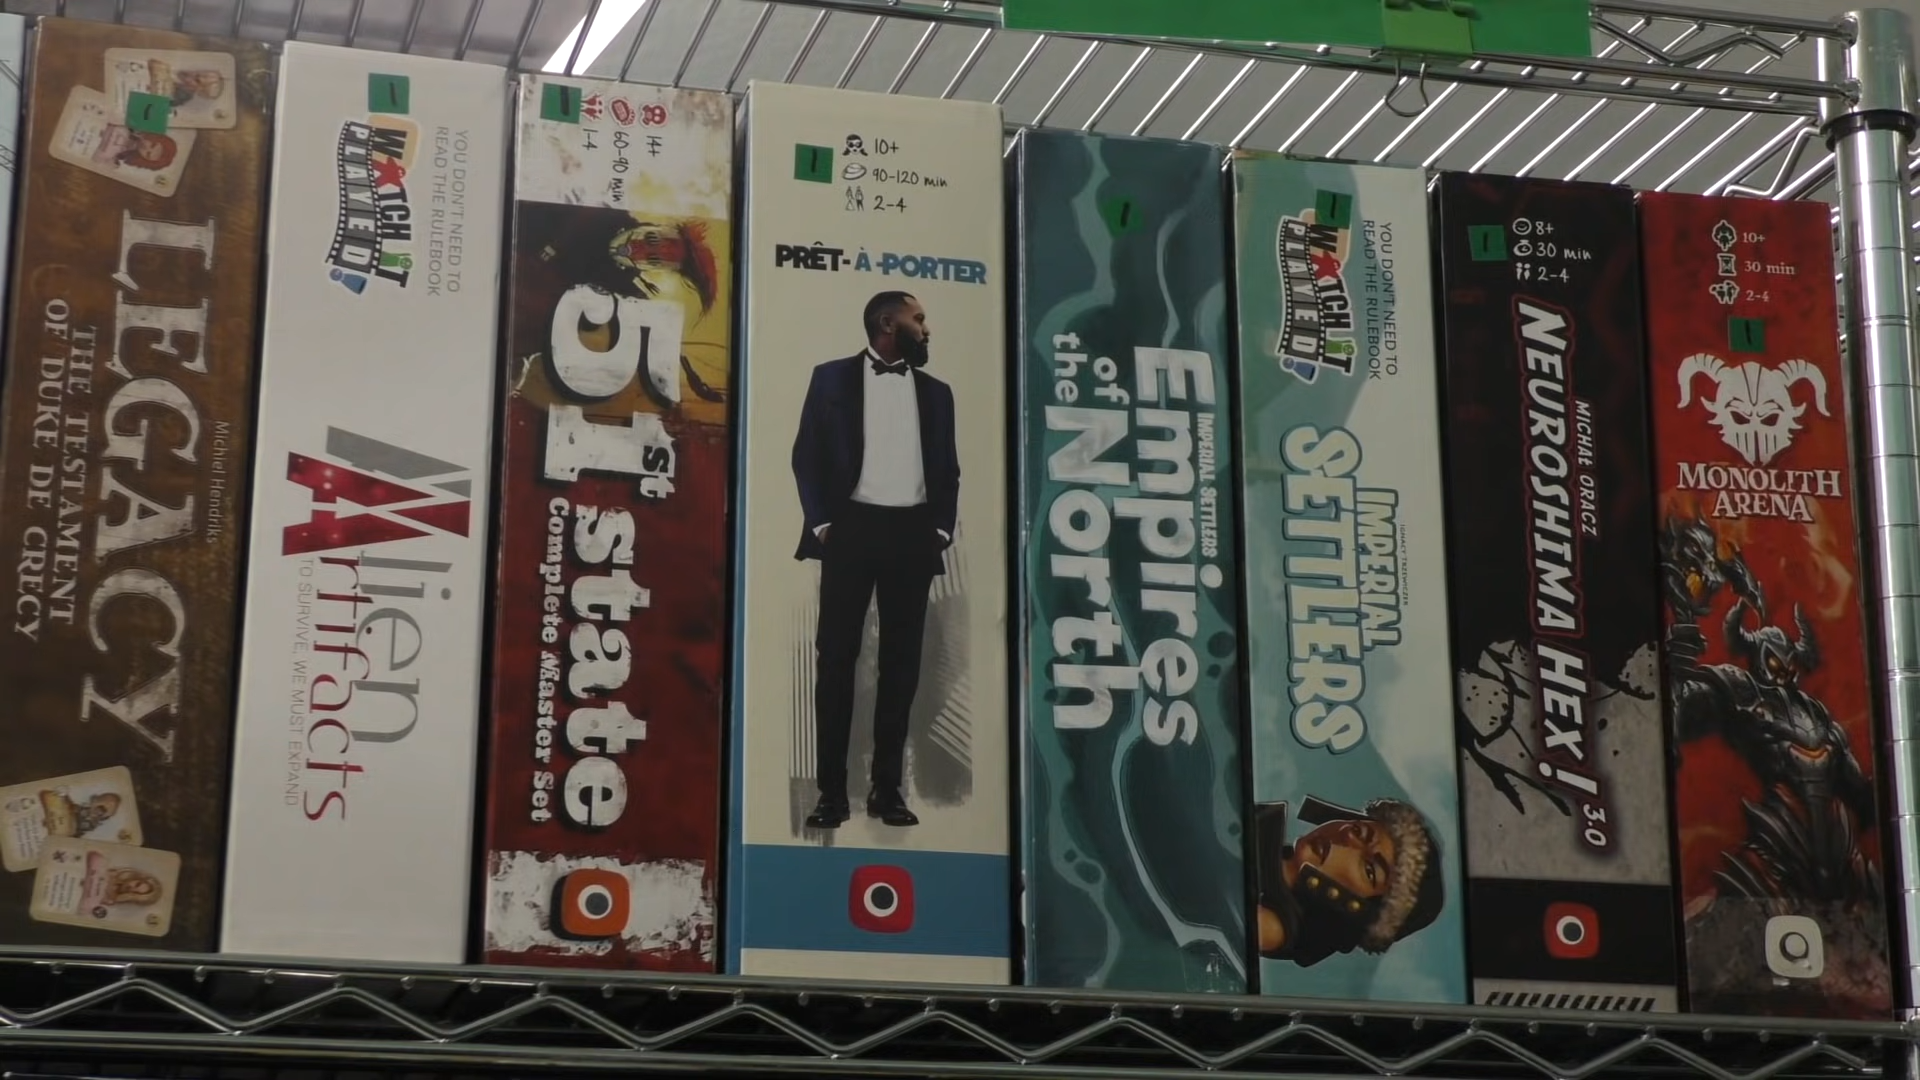 LEGACY
THE TESTAMENT
OF DUKE DE CRECY
Michiel Hendriks
YOU DON'T NEED TO
READ THE RULEBOOK
WATCH IT
PLAYED!
Alien
Artifacts
TO SURVIVE, WE MUST EXPAND
14+
60-90 min
1-4
51st state
Complete Master Set
10+
90-120 min
2-4
PRÊT-À-PORTER
IMPERIAL SETTLERS
Empires
of
the North
YOU DON'T NEED TO
READ THE RULEBOOK
WATCH IT
PLAYED!
IGNACY TRZEWICZEK
IMPERIAL
SETTLERS
8+
30 min
2-4
MICHAŁ ORACZ
NEUROSHIMA HEX! 3.0
10+
30 min
2-4
MONOLITH
ARENA